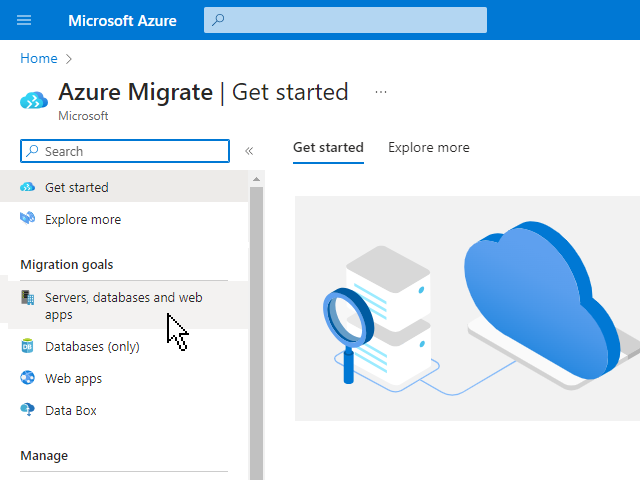 Microsoft Azure
Home
Azure Migrate | Get started
...
Microsoft
Search
«
Get started
Explore more
Get started
Explore more
Migration goals
Servers, databases and web
apps
DB
Databases (only)
Web apps
Data Box
Manage